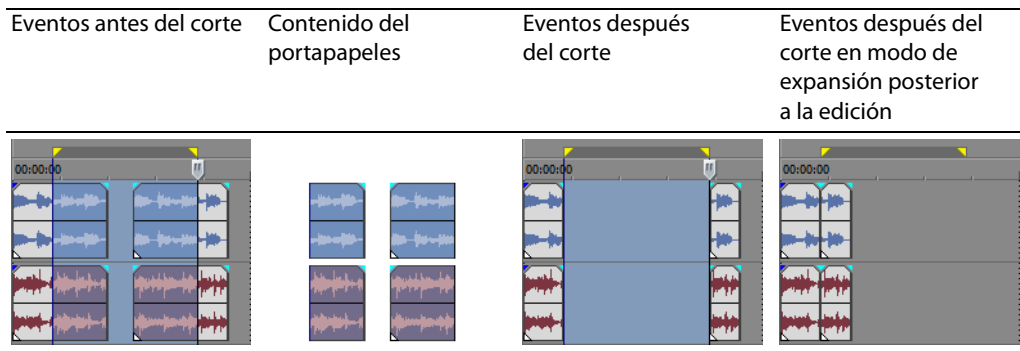 Eventos antes del corte
Contenido del
portapapeles
Eventos después
del corte
Eventos después del
corte en modo de
expansión posterior
a la edición
00:00:00
00:00:00
00:00:00